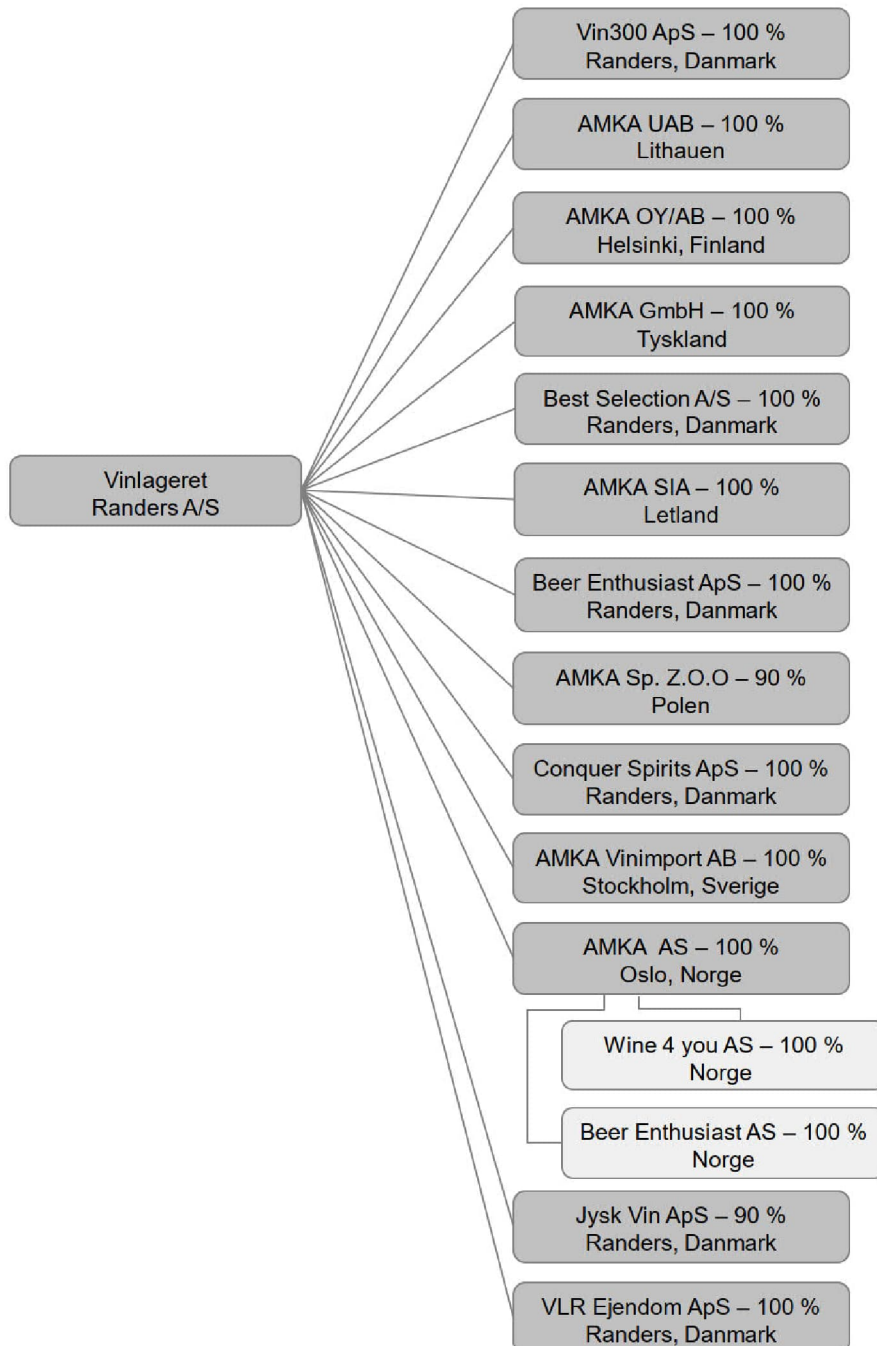 Vin300 ApS – 100 %
Randers, Danmark
AMKA UAB – 100 %
Lithauen
AMKA OY/AB – 100 %
Helsinki, Finland
AMKA GmbH – 100 %
Tyskland
Best Selection A/S – 100 %
Randers, Danmark
Vinlageret
Randers A/S
AMKA SIA – 100 %
Letland
Beer Enthusiast ApS – 100 %
Randers, Danmark
AMKA Sp. Z.O.O – 90 %
Polen
Conquer Spirits ApS – 100 %
Randers, Danmark
AMKA Vinimport AB – 100 %
Stockholm, Sverige
AMKA  AS – 100 %
Oslo, Norge
Wine 4 you AS – 100 %
Norge
Beer Enthusiast AS – 100 %
Norge
Jysk Vin ApS – 90 %
Randers, Danmark
VLR Ejendom ApS – 100 %
Randers, Danmark